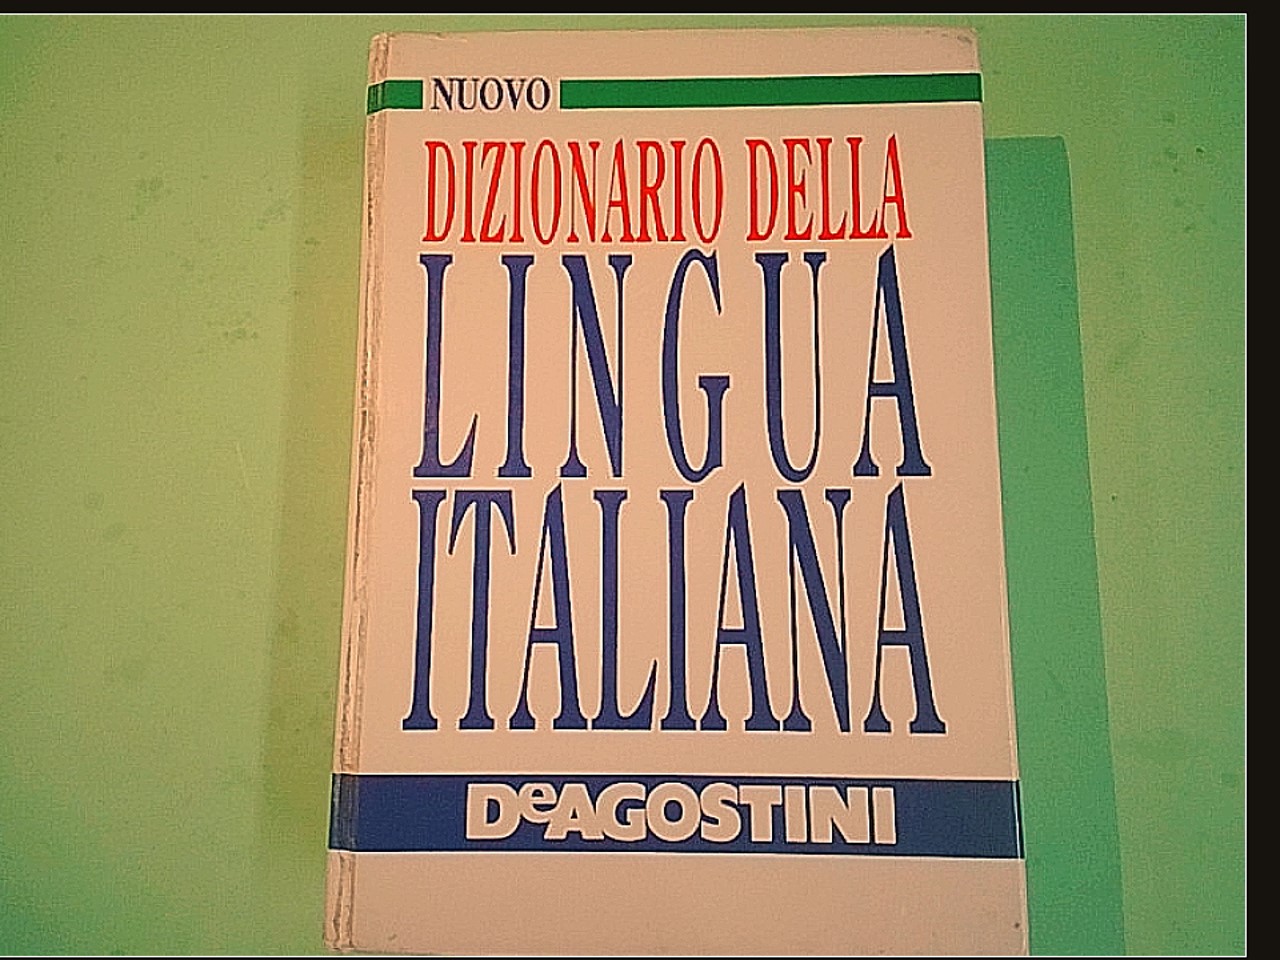 NUOVO
DIZIONARIO DELLA
LINGUA
ITALIANA
DeAGOSTINI